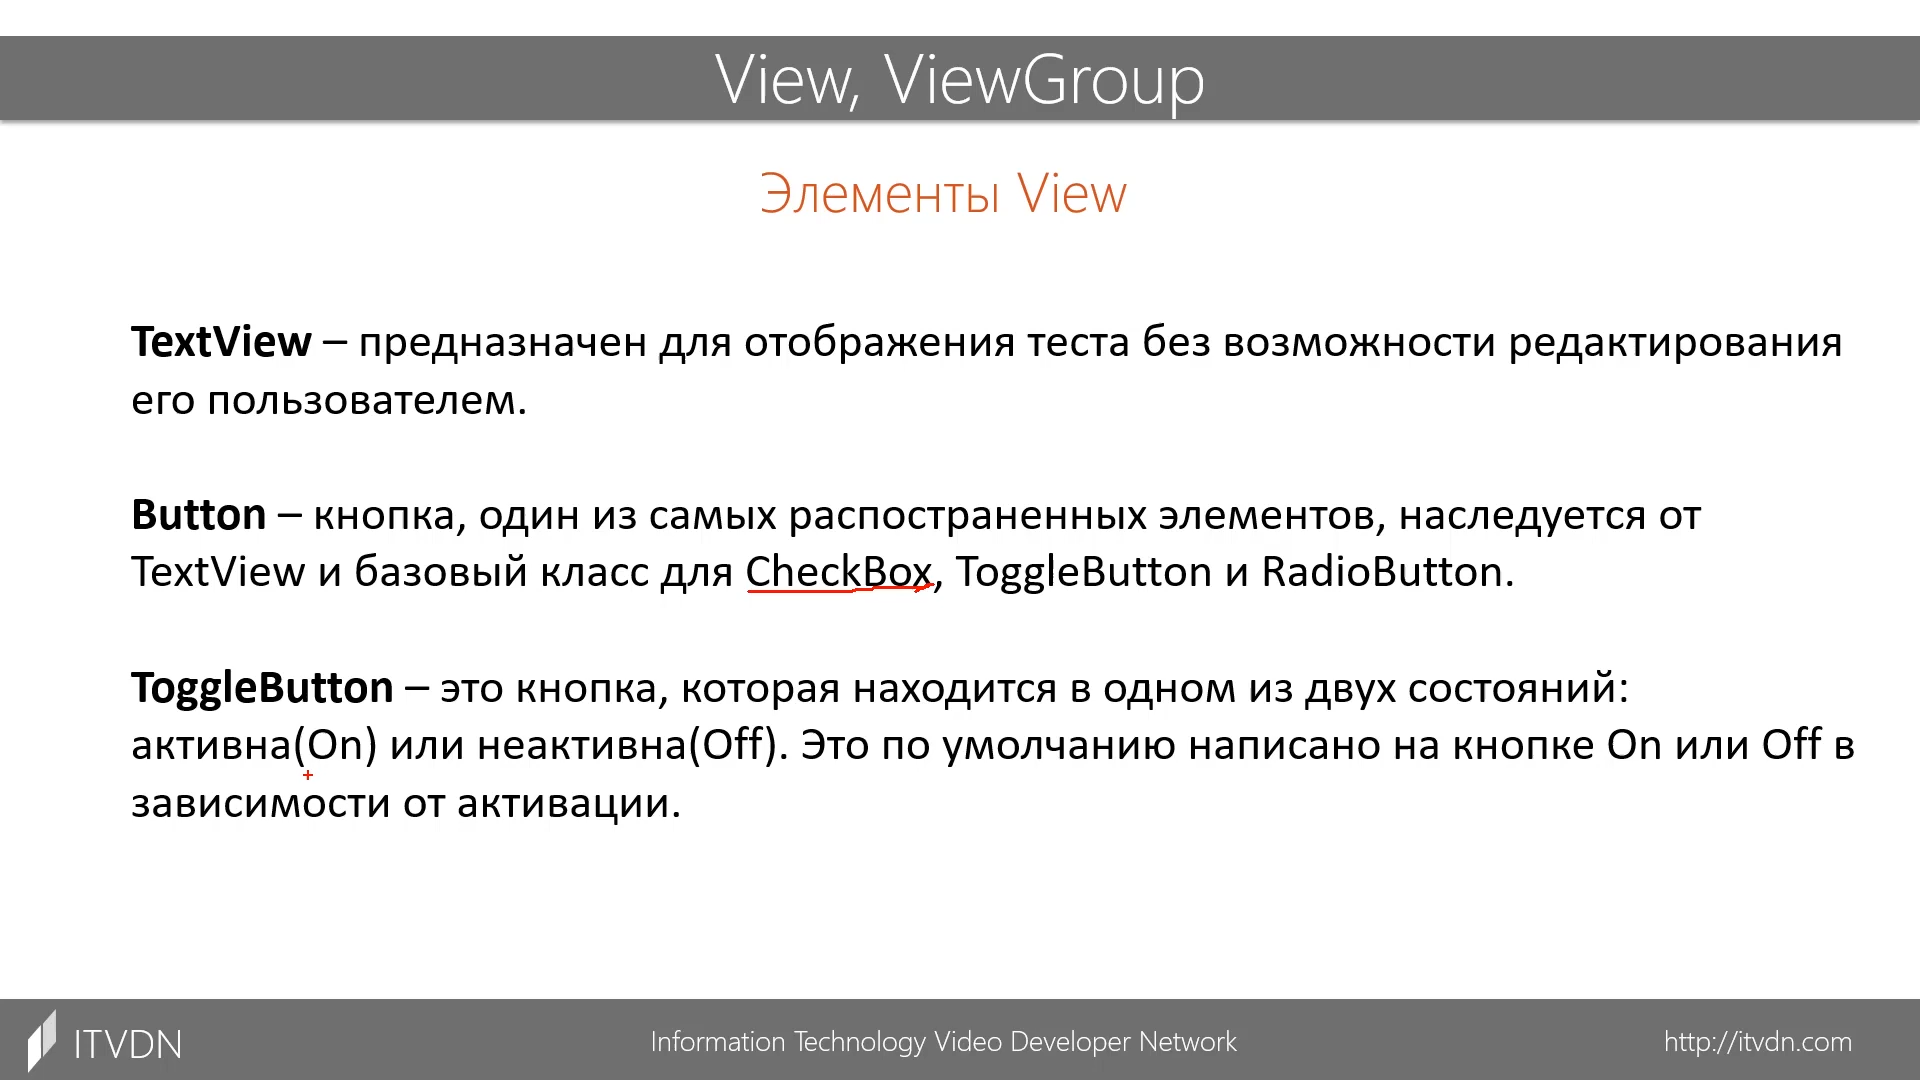 View, ViewGroup
Элементы View
TextView – предназначен для отображения теста без возможности редактирования
его пользователем.
Button – кнопка, один из самых распостраненных элементов, наследуется от
TextView и базовый класс для CheckBox, ToggleButton и RadioButton.
ToggleButton – это кнопка, которая находится в одном из двух состояний:
активна(On) или неактивна(Off). Это по умолчанию написано на кнопке On или Off в
зависимости от активации.
ITVDN
Information Technology Video Developer Network
http://itvdn.com